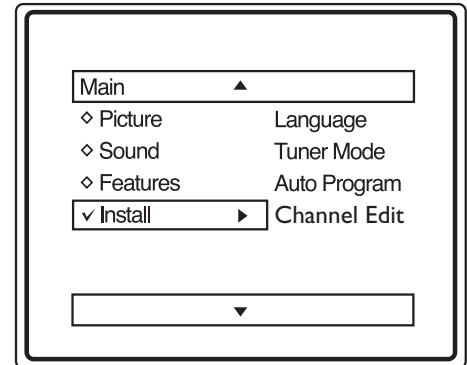 Main
Picture Language
Sound Tuner Mode
Features Auto Program
Install Channel Edit